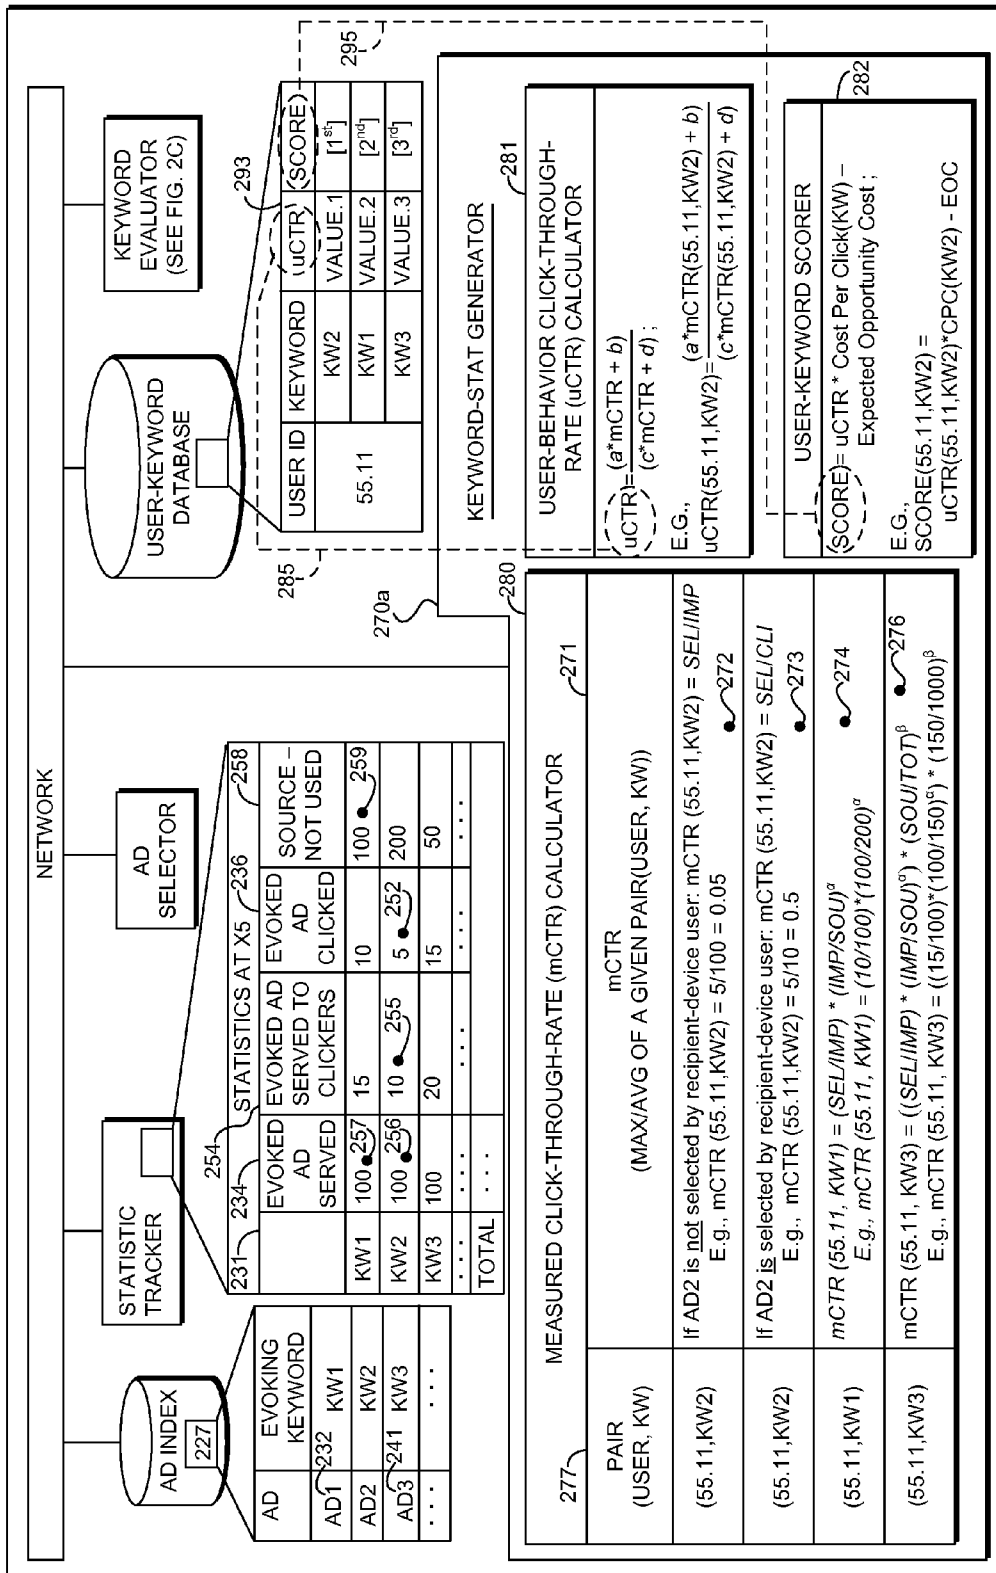 NETWORK
AD INDEX
227
STATISTIC
TRACKER
AD
SELECTOR
USER-KEYWORD
DATABASE
KEYWORD
EVALUATOR
(SEE FIG. 2C)
AD
EVOKING
KEYWORD
AD1
232
KW1
AD2
KW2
AD3
241
KW3
. . .
. . .
254
STATISTICS AT X5
231
234
236
258
EVOKED
AD
SERVED
EVOKED AD
SERVED TO
CLICKERS
EVOKED
AD
CLICKED
SOURCE –
NOT USED
KW1
100
257
15
10
100
259
KW2
100
256
10
255
5
252
200
KW3
100
20
15
50
. . . .
. . . .
. . . .
. . . .
TOTAL
. . .
293
295
USER ID
KEYWORD
uCTR
SCORE
55.11
KW2
VALUE.1
[1st]
KW1
VALUE.2
[2nd]
KW3
VALUE.3
[3rd]
285
270a
KEYWORD-STAT GENERATOR
280
MEASURED CLICK-THROUGH-RATE (mCTR) CALCULATOR
277
271
PAIR
(USER, KW)
mCTR
(MAX/AVG OF A GIVEN PAIR(USER, KW))
(55.11,KW2)
If AD2 is not selected by recipient-device user: mCTR (55.11,KW2) = SEL/IMP
E.g., mCTR (55.11,KW2) = 5/100 = 0.05
272
(55.11,KW2)
If AD2 is selected by recipient-device user: mCTR (55.11,KW2) = SEL/CLI
E.g., mCTR (55.11,KW2) = 5/10 = 0.5
273
(55.11,KW1)
mCTR (55.11, KW1) = (SEL/IMP) * (IMP/SOU)α
E.g., mCTR (55.11, KW1) = (10/100)*(100/200)α
274
(55.11,KW3)
mCTR (55.11, KW3) = ((SEL/IMP) * (IMP/SOU)α) * (SOU/TOT)β
E.g., mCTR (55.11, KW3) = ((15/100)*(100/150)α) * (150/1000)β
276
281
USER-BEHAVIOR CLICK-THROUGH-
RATE (uCTR) CALCULATOR
uCTR = (a*mCTR + b)
(c*mCTR + d) ;
E.G.,
uCTR(55.11,KW2)= (a*mCTR(55.11,KW2) + b)
(c*mCTR(55.11,KW2) + d)
282
USER-KEYWORD SCORER
SCORE = uCTR * Cost Per Click(KW) –
Expected Opportunity Cost ;
E.G.,
SCORE(55.11,KW2) =
uCTR(55.11,KW2)*CPC(KW2) - EOC